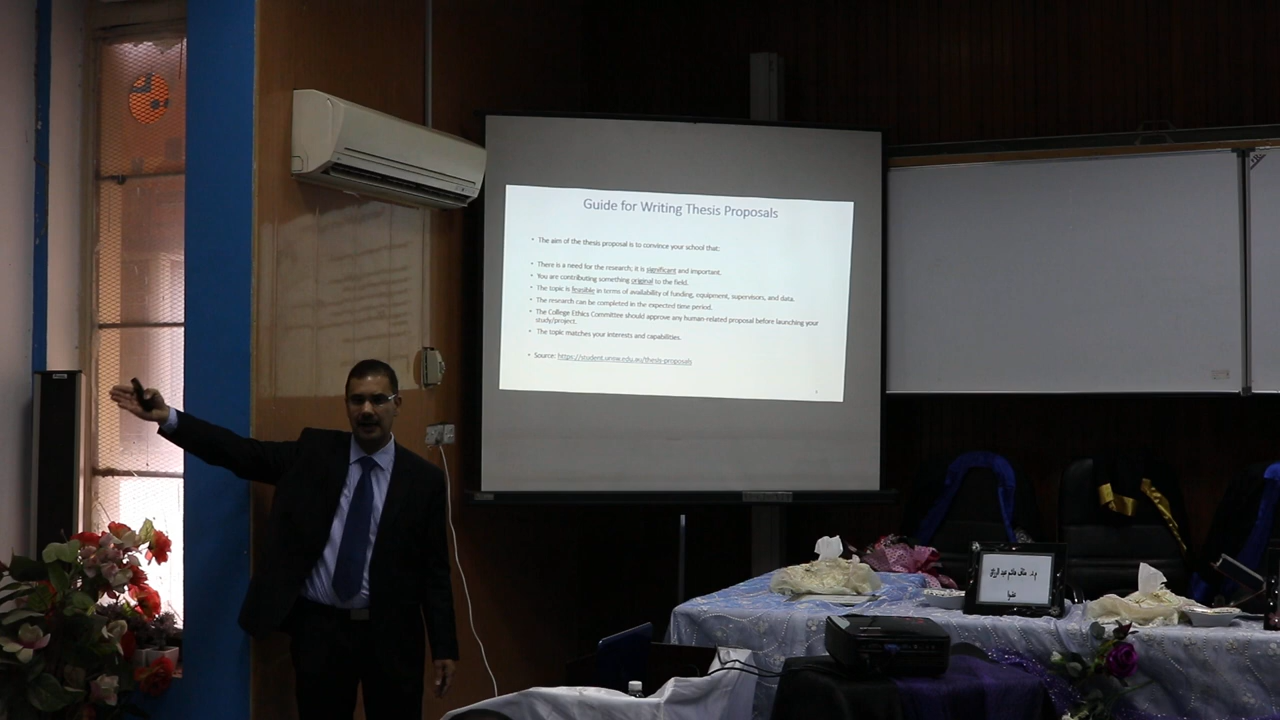 Guide for Writing Thesis Proposals
• The aim of the thesis proposal is to convince your school that:
• There is a need for the research; it is significant and important.
• You are contributing something original to the field.
• The topic is feasible in terms of availability of funding, equipment, supervisors, and data.
• The research can be completed in the expected time period.
• The College Ethics Committee should approve any human-related proposal before launching your
study/project.
• The topic matches your interests and capabilities.
• Source: https://student.unsw.edu.au/thesis-proposals
عضوا